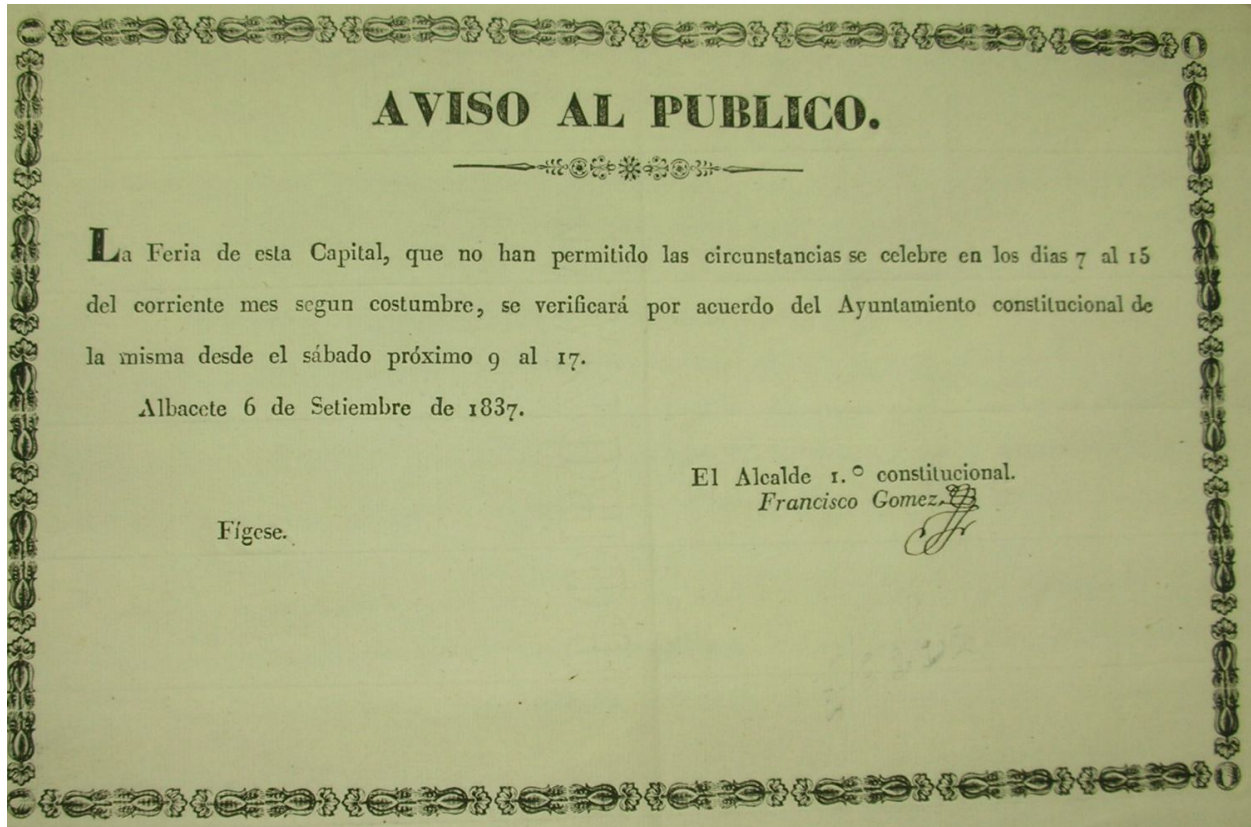 AVISO AL PUBLICO.
La Feria de esta Capital, que no han permitido las circunstancias se celebre en los dias 7 al 15
del corriente mes segun costumbre, se verificará por acuerdo del Ayuntamiento constitucional de
la misma desde el sábado próximo 9 al 17.
Albacete 6 de Setiembre de 1837.
El Alcalde 1.º constitucional.
Francisco Gomez.
Fígese.